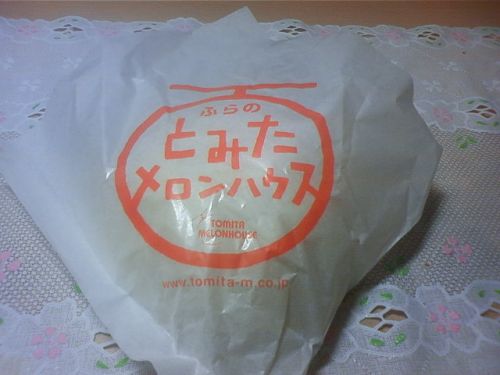 ふらの
とみた
メロンハウス
TOMITA
MELONHOUSE
www.tomita-m.co.jp